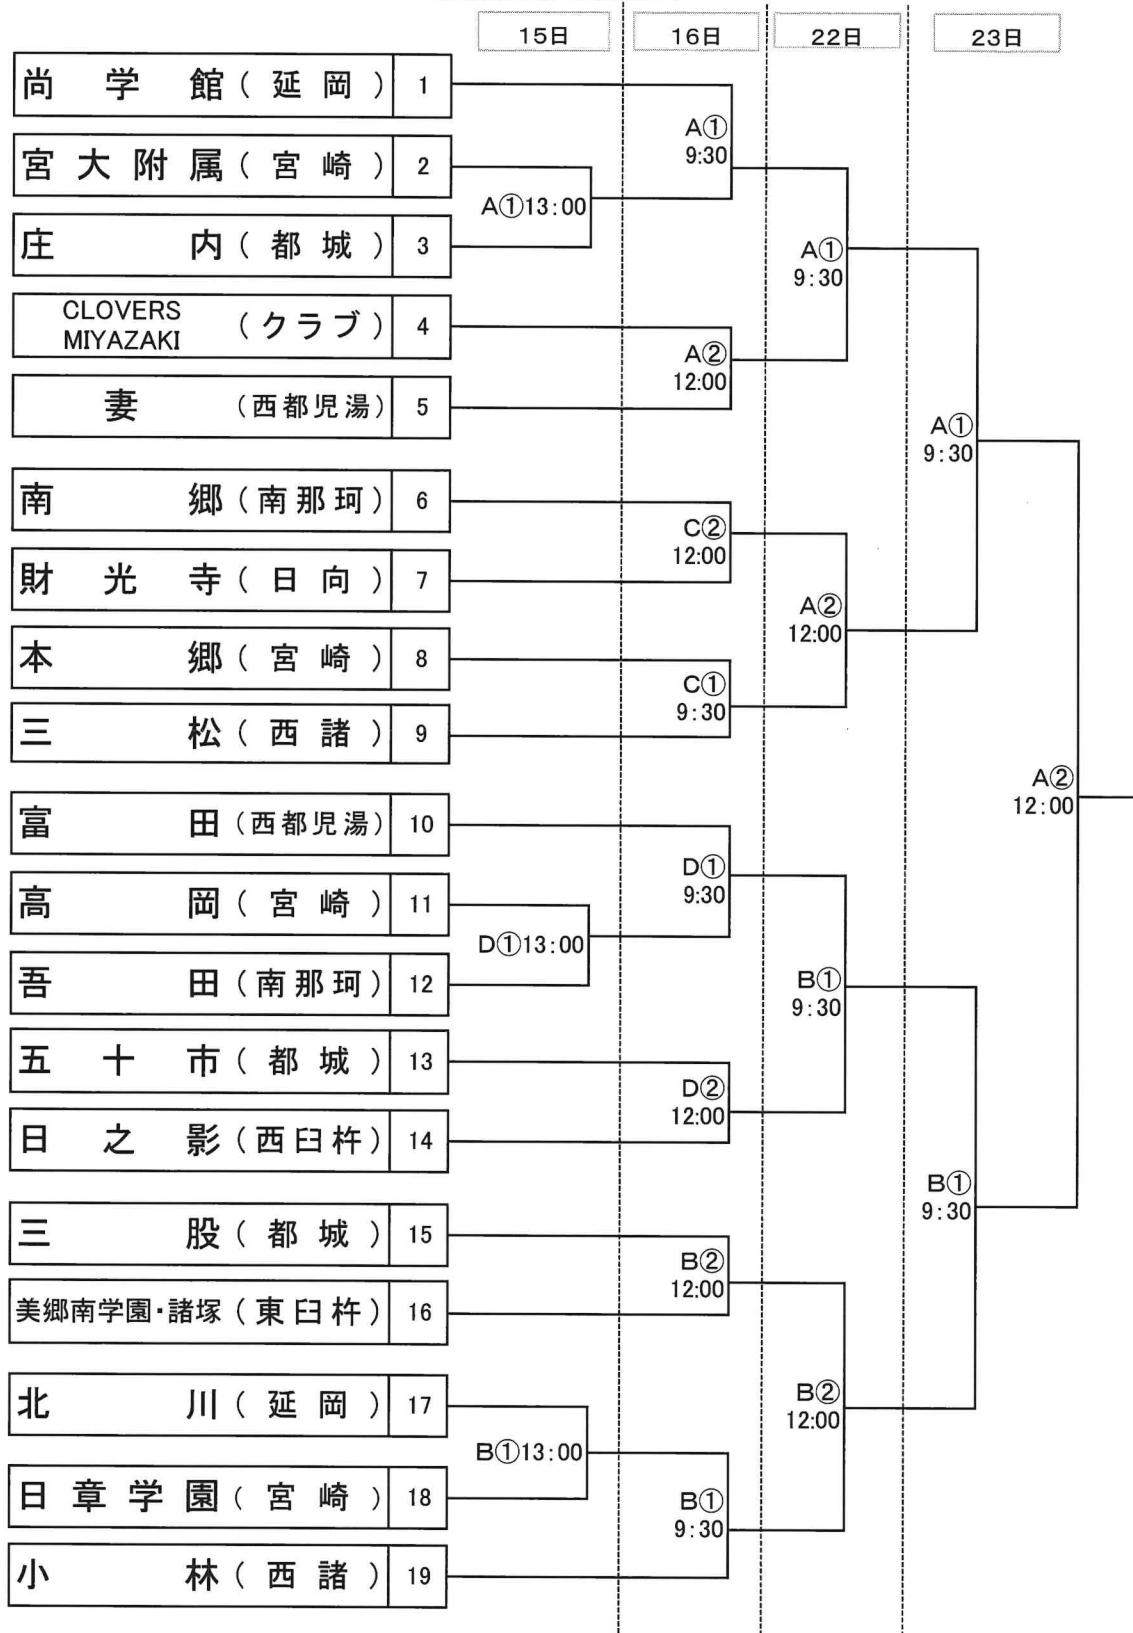 15日 16日 22日 23日
尚学館(延岡) 1
A①
9:30
宮大附属(宮崎) 2
A①13:00
庄内(都城) 3
A①
9:30
CLOVERS
MIYAZAKI
(クラブ) 4
A②
12:00
妻(西都児湯) 5
A①
9:30
南郷(南那珂) 6
C②
12:00
財光寺(日向) 7
A②
12:00
本郷(宮崎) 8
C①
9:30
三松(西諸) 9
A②
12:00
富田(西都児湯) 10
D①
9:30
高岡(宮崎) 11
D①13:00
吾田(南那珂) 12
B①
9:30
五十市(都城) 13
D②
12:00
日之影(西臼杵) 14
B①
9:30
三股(都城) 15
B②
12:00
美郷南学園・諸塚(東臼杵) 16
北川(延岡) 17
B②
12:00
B①13:00
日章学園(宮崎) 18
B①
9:30
小林(西諸) 19